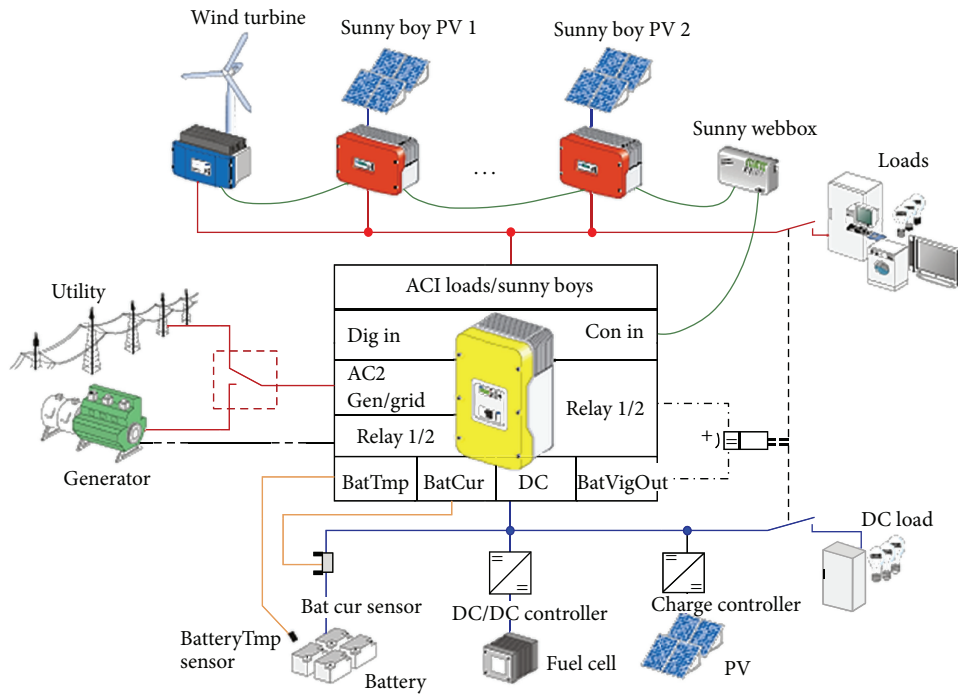 Wind turbine
Sunny boy PV 1
Sunny boy PV 2
Sunny webbox
Loads
...
ACI loads/sunny boys
Utility
Dig in
Con in
AC2
Gen/grid
Relay 1/2
Relay 1/2
+
Generator
BatTmp
BatCur
DC
BatVigOut
DC load
Bat cur sensor
DC/DC controller
Charge controller
BatteryTmp
sensor
Battery
Fuel cell
PV